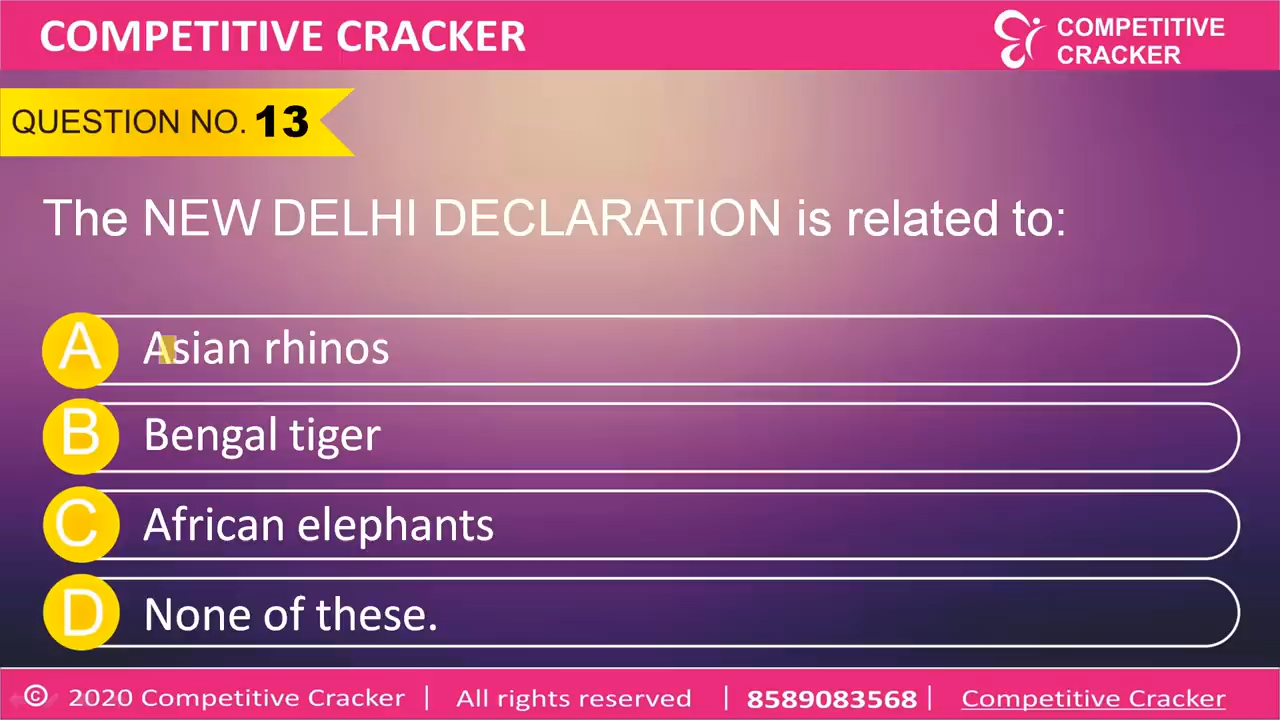 COMPETITIVE CRACKER
COMPETITIVE
CRACKER
QUESTION NO. 13
The NEW DELHI DECLARATION is related to:
A Asian rhinos
B Bengal tiger
C African elephants
D None of these.
© 2020 Competitive Cracker | All rights reserved | 8589083568 | Competitive Cracker